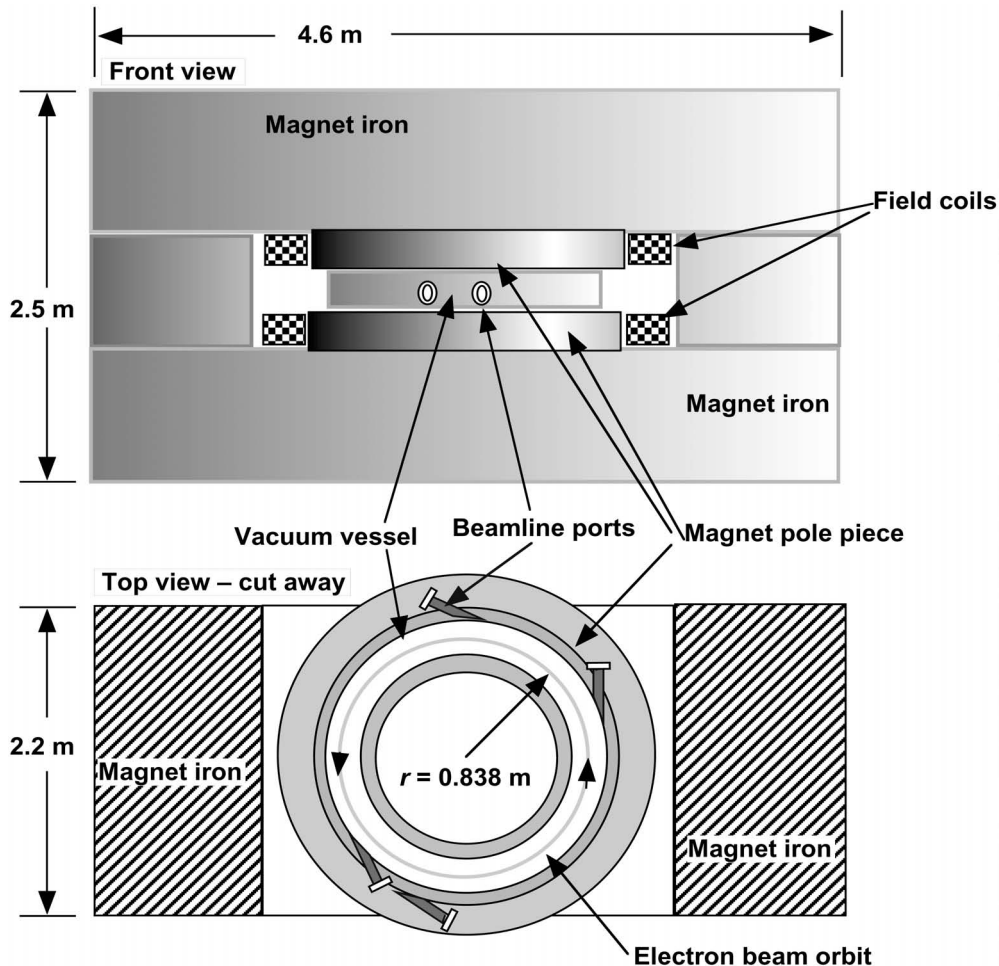 4.6 m
Front view
Magnet iron
Field coils
2.5 m
Magnet iron
Vacuum vessel
Beamline ports
Magnet pole piece
Top view – cut away
2.2 m
Magnet iron
r = 0.838 m
Magnet iron
Electron beam orbit